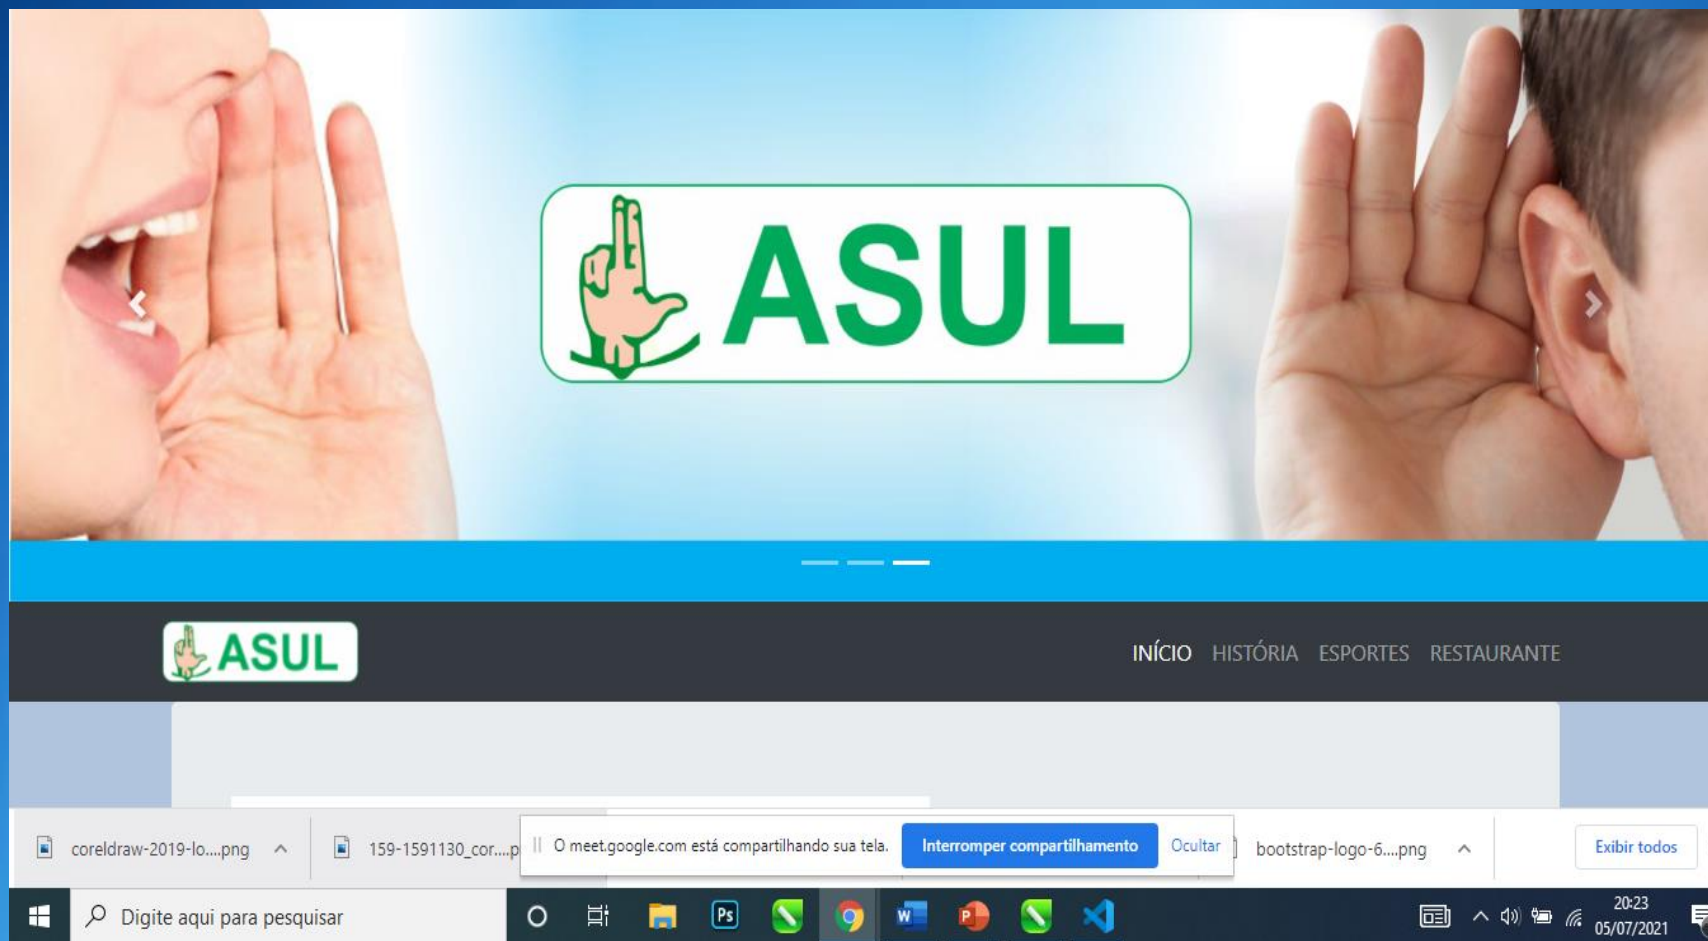 ASUL
ASUL
INÍCIO HISTÓRIA ESPORTES RESTAURANTE
coreldraw-2019-lo....png
159-1591130_cor....p
O meet.google.com está compartilhando sua tela.
Interromper compartilhamento
Ocultar
bootstrap-logo-6....png
Exibir todos
Digite aqui para pesquisar
Ps
W
P
20:23
05/07/2021